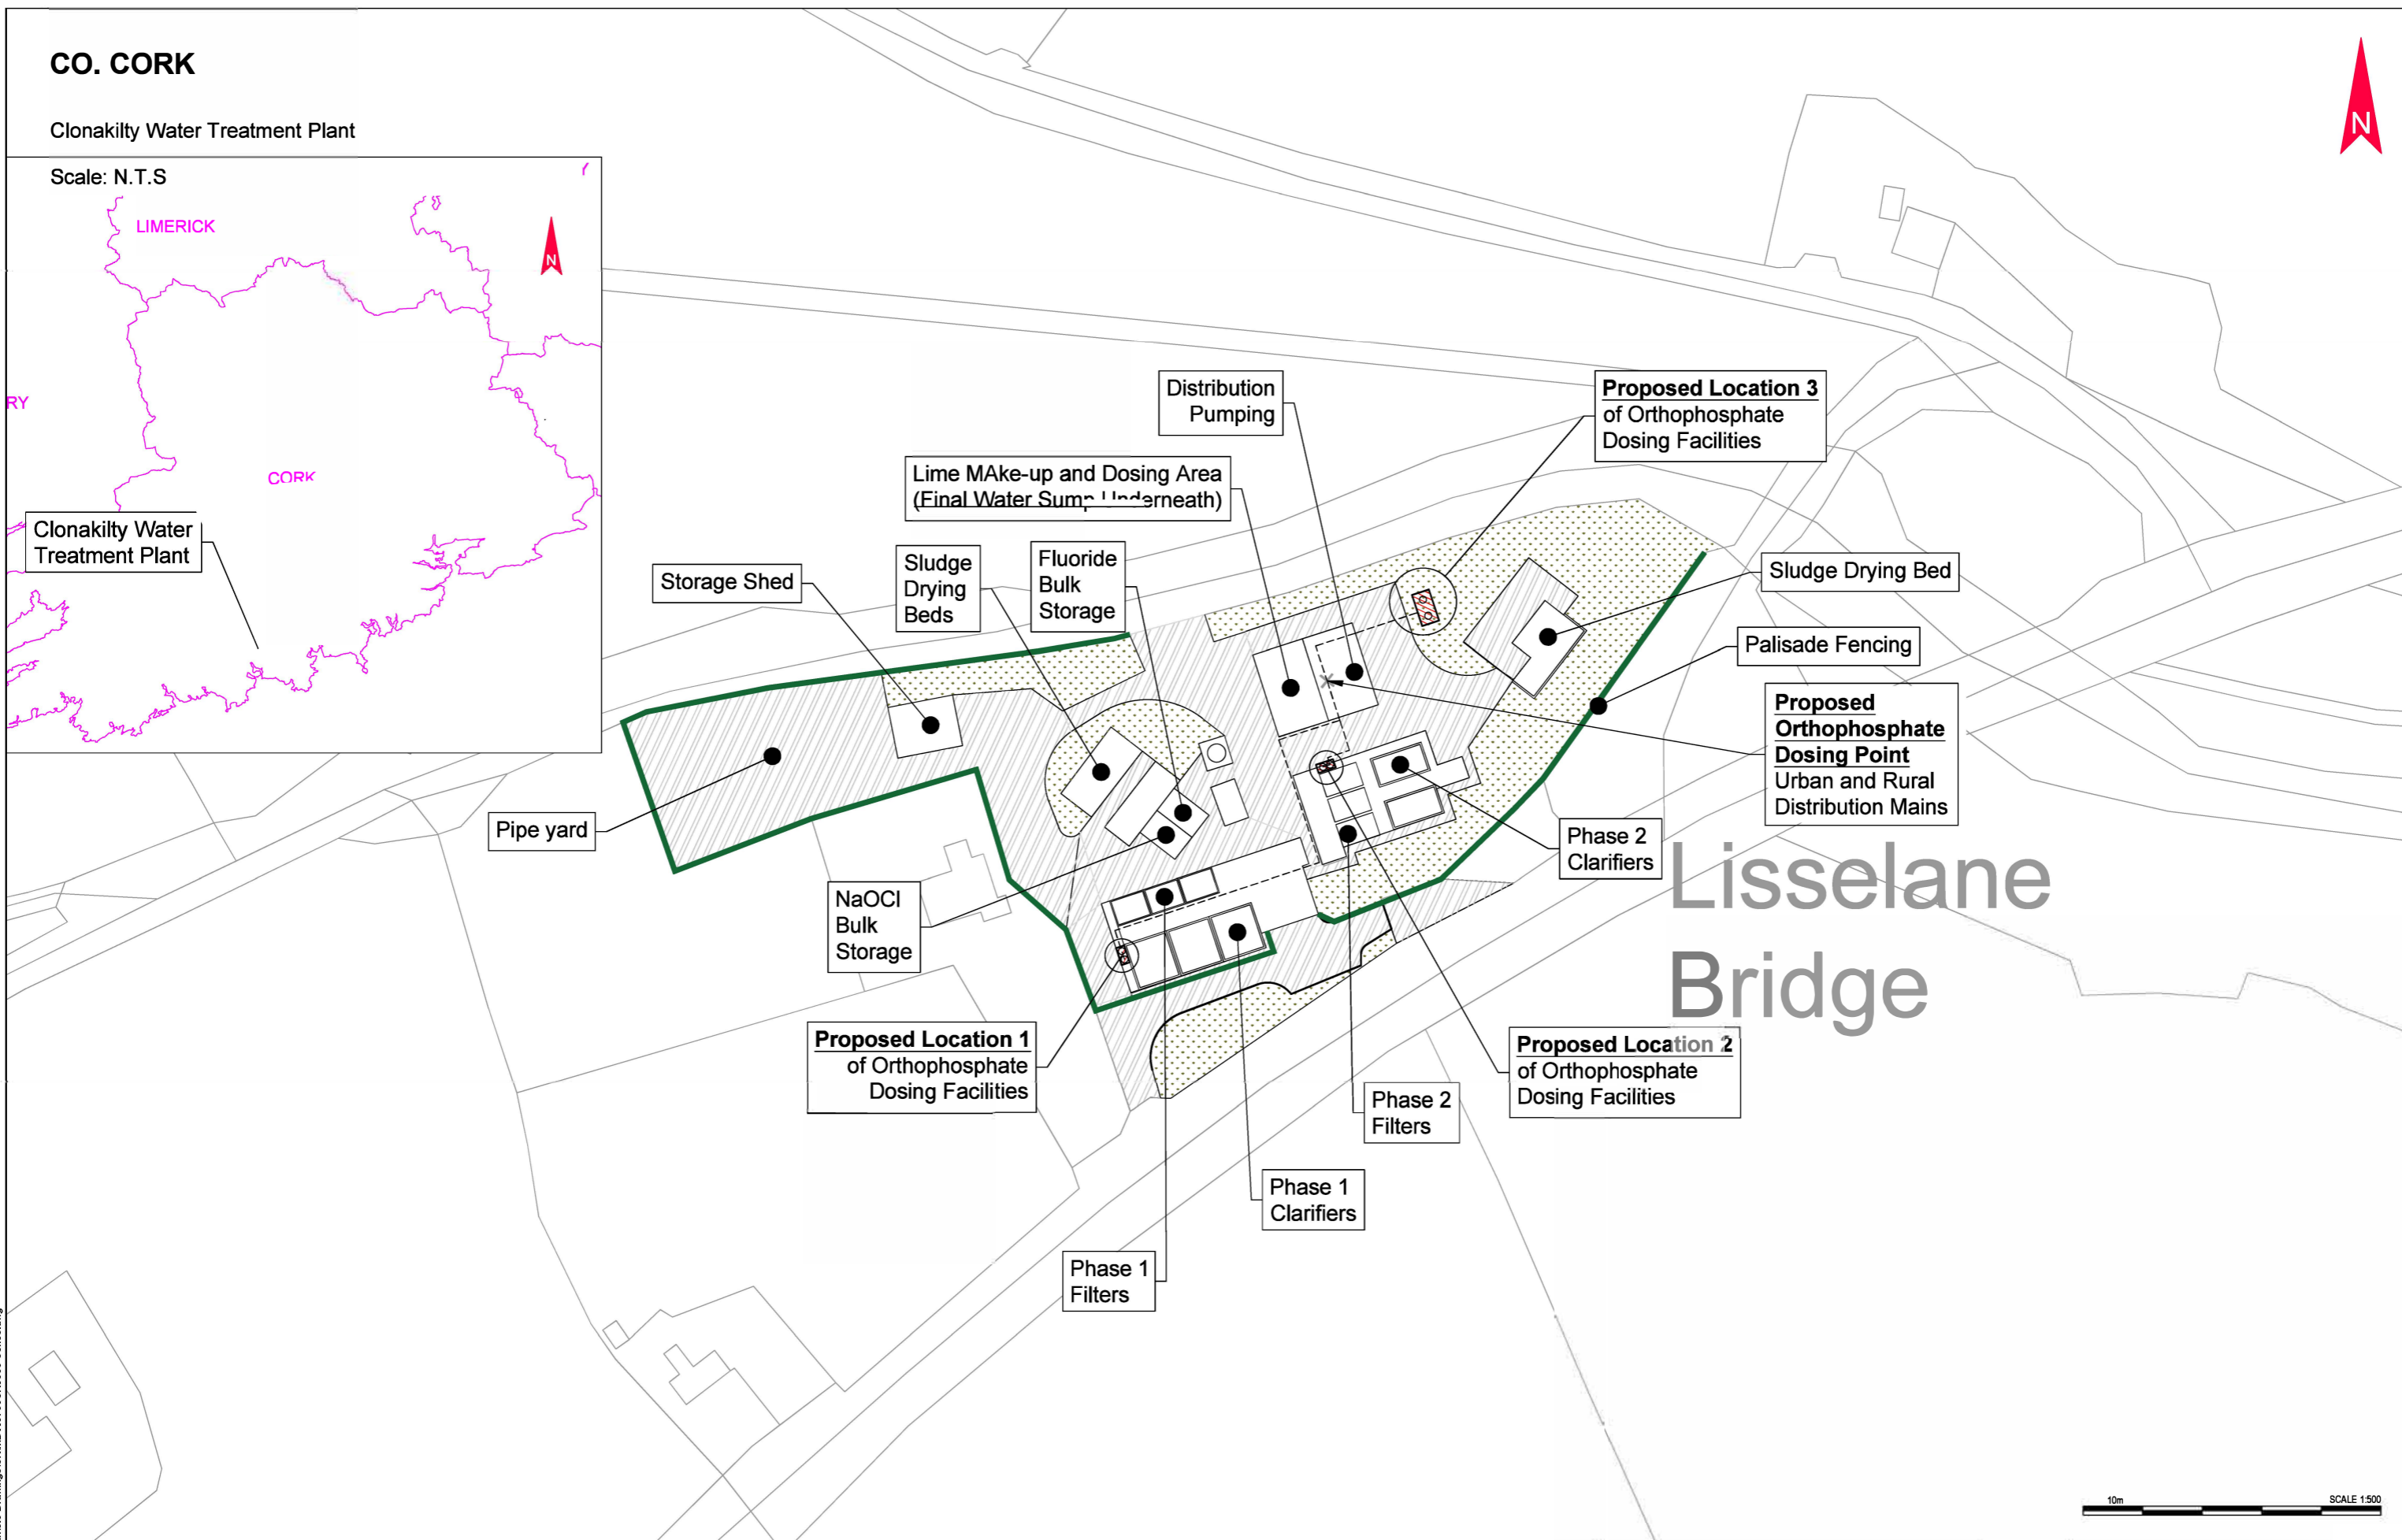 CO. CORK
Clonakilty Water Treatment Plant
Scale: N.T.S
LIMERICK
N
RY
CORK
Clonakilty Water
Treatment Plant
N
Distribution
Pumping
Proposed Location 3
of Orthophosphate
Dosing Facilities
Lime MAke-up and Dosing Area
(Final Water Sump Underneath)
Storage Shed
Sludge
Drying
Beds
Fluoride
Bulk
Storage
Sludge Drying Bed
Palisade Fencing
Proposed
Orthophosphate
Dosing Point
Urban and Rural
Distribution Mains
Pipe yard
Phase 2
Clarifiers
NaOCl
Bulk
Storage
Lisselane
Bridge
Proposed Location 1
of Orthophosphate
Dosing Facilities
Proposed Location 2
of Orthophosphate
Dosing Facilities
Phase 2
Filters
Phase 1
Clarifiers
Phase 1
Filters
10m
SCALE 1:500